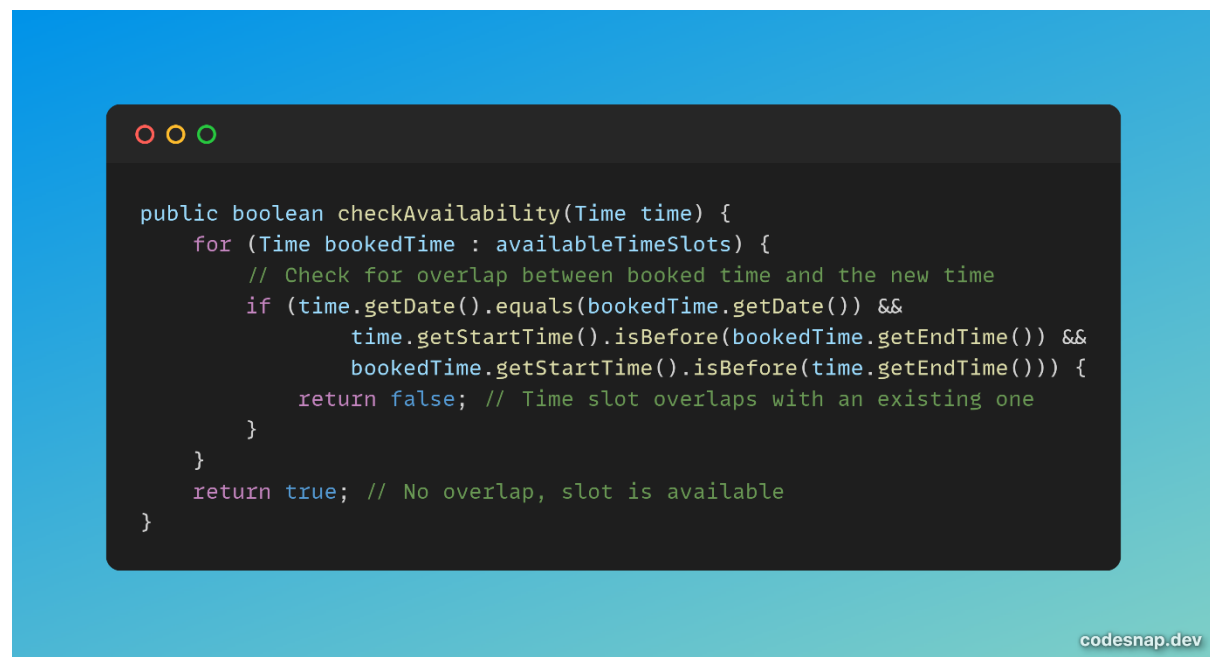 public boolean checkAvailability(Time time) {
    for (Time bookedTime : availableTimeSlots) {
        // Check for overlap between booked time and the new time
        if (time.getDate().equals(bookedTime.getDate()) &&
                time.getStartTime().isBefore(bookedTime.getEndTime()) &&
                bookedTime.getStartTime().isBefore(time.getEndTime())) {
            return false; // Time slot overlaps with an existing one
        }
    }
    return true; // No overlap, slot is available
}
codesnap.dev